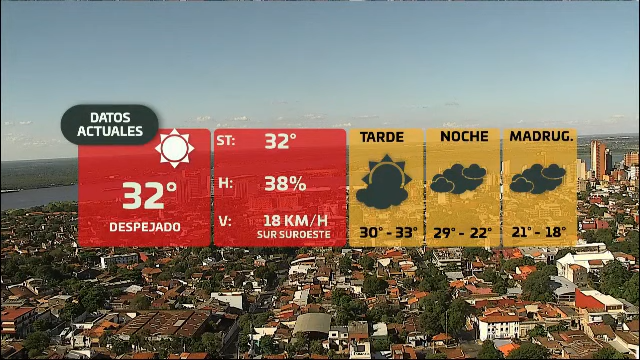 DATOS
ACTUALES
32°
DESPEJADO
ST: 32°
H: 38%
V: 18 KM/H
SUR SUROESTE
TARDE
30° - 33°
NOCHE
29° - 22°
MADRUG.
21° - 18°